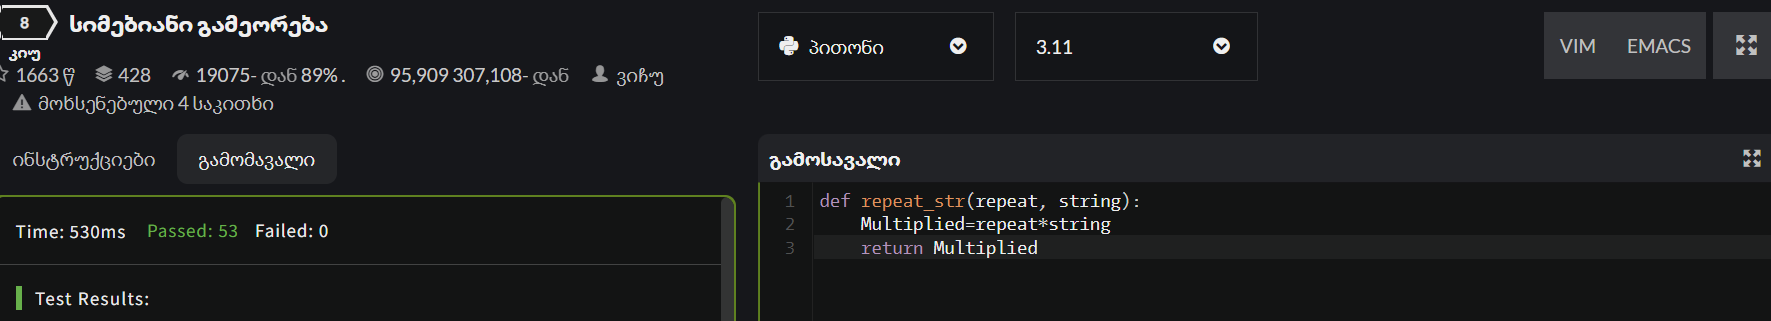 8 სიმებიანი გამეორება
კიუ
1663 წ 428 19075- დან 89% . 95,909 307,108- დან ვიჩუ
მოხსენებული 4 საკითხი
პითონი 3.11 VIM EMACS
ინსტრუქციები გამომავალი
Time: 530ms Passed: 53 Failed: 0
Test Results:
გამოსავალი
1 def repeat_str(repeat, string):
2 Multiplied=repeat*string
3 return Multiplied